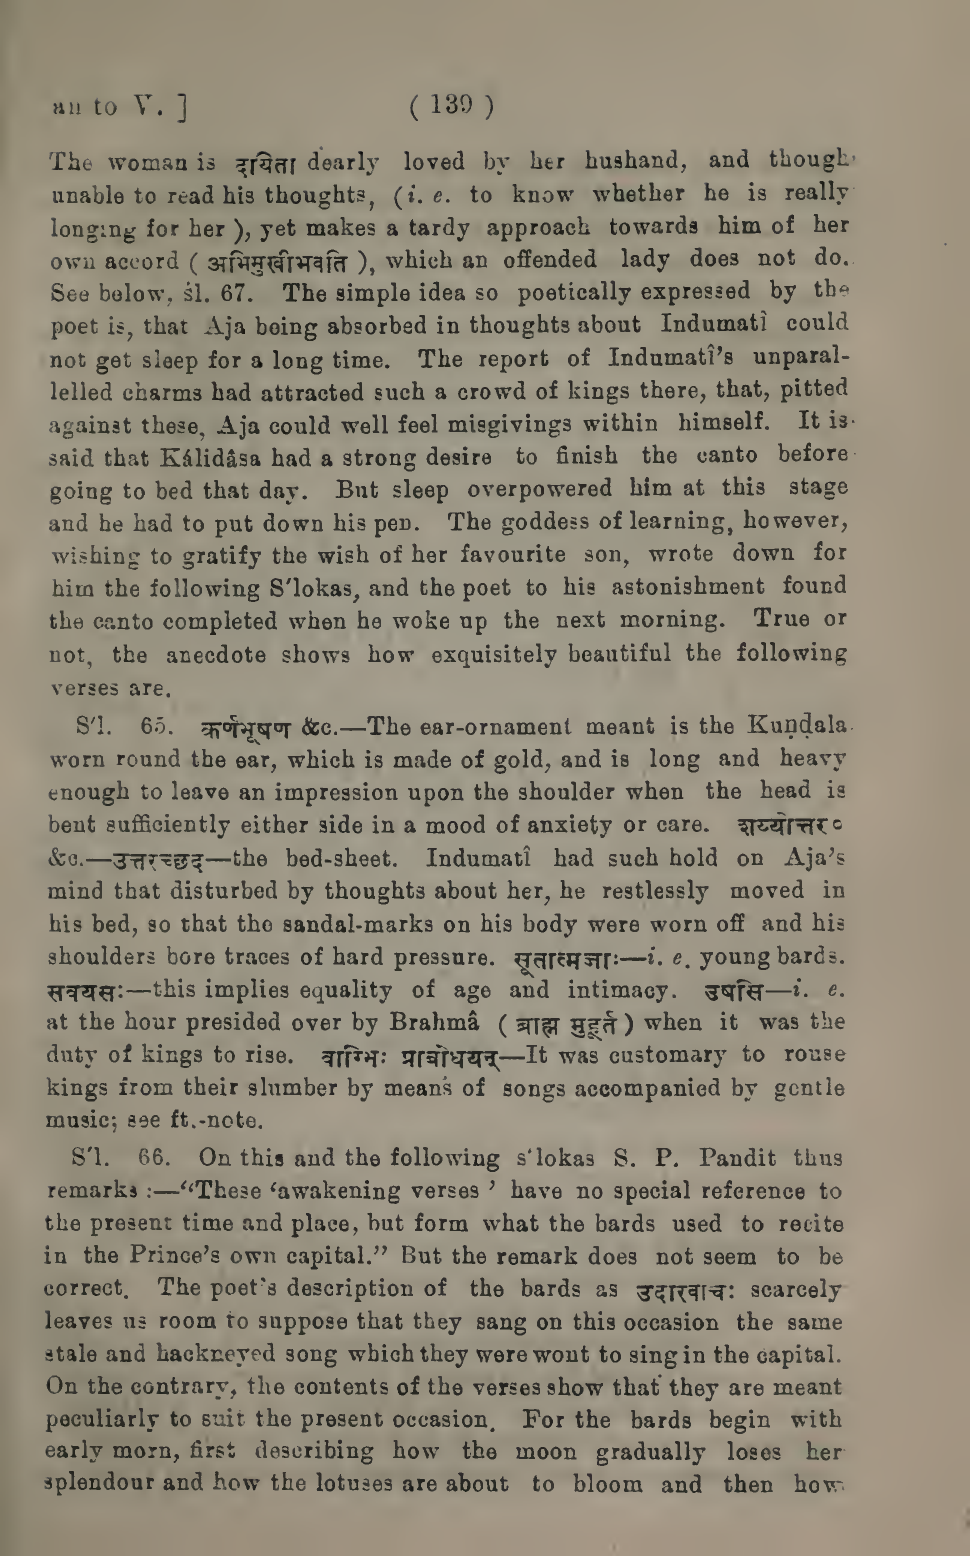 an to V. ] ( 139 )
The woman is दयिता dearly loved by her hushand, and though
unable to read his thoughts, (i. e. to know whether he is really
longing for her ), yet makes a tardy approach towards him of her
own accord ( अभिमुखीभवति ), which an offended lady does not do.
See below, śl. 67. The simple idea so poetically expressed by the
poet is, that Aja being absorbed in thoughts about Indumatî could
not get sleep for a long time. The report of Indumatî's unparal-
lelled charms had attracted such a crowd of kings there, that, pitted
against these, Aja could well feel misgivings within himself. It is
said that Kálidâsa had a strong desire to finish the canto before
going to bed that day. But sleep overpowered him at this stage
and he had to put down his pen. The goddess of learning, however,
wishing to gratify the wish of her favourite son, wrote down for
him the following S'lokas, and the poet to his astonishment found
the canto completed when he woke up the next morning. True or
not, the anecdote shows how exquisitely beautiful the following
verses are.
S'l. 65. कर्णभूषण &c.—The ear-ornament meant is the Kuṇḍala
worn round the ear, which is made of gold, and is long and heavy
enough to leave an impression upon the shoulder when the head is
bent sufficiently either side in a mood of anxiety or care. शय्योत्तर०
&c.—उत्तरच्छद—the bed-sheet. Indumatî had such hold on Aja's
mind that disturbed by thoughts about her, he restlessly moved in
his bed, so that the sandal-marks on his body were worn off and his
shoulders bore traces of hard pressure. सूतात्मजाः—i. e. young bards.
सवयसः—this implies equality of age and intimacy. उषसि—i. e.
at the hour presided over by Brahmâ ( ब्राह्म मुहूर्त ) when it was the
duty of kings to rise. वाग्भिः प्राबोधयन्—It was customary to rouse
kings from their slumber by means of songs accompanied by gentle
music; see ft.-note.
S'l. 66. On this and the following s'lokas S. P. Pandit thus
remarks :—“These ‘awakening verses ’ have no special reference to
the present time and place, but form what the bards used to recite
in the Prince's own capital.” But the remark does not seem to be
correct. The poet's description of the bards as उदारवाचः scarcely
leaves us room to suppose that they sang on this occasion the same
stale and hackneyed song which they were wont to sing in the capital.
On the contrary, the contents of the verses show that they are meant
peculiarly to suit the present occasion. For the bards begin with
early morn, first describing how the moon gradually loses her
splendour and how the lotuses are about to bloom and then how